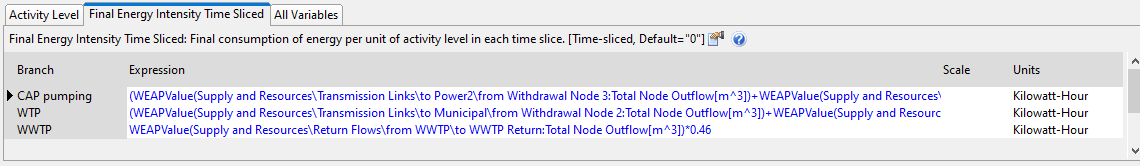 Activity Level Final Energy Intensity Time Sliced All Variables
Final Energy Intensity Time Sliced: Final consumption of energy per unit of activity level in each time slice. [Time-sliced, Default="0"]
Branch Expression Scale Units
CAP pumping (WEAPValue(Supply and Resources\Transmission Links\to Power2\from Withdrawal Node 3:Total Node Outflow[m^3])+WEAPValue(Supply and Resources\ Kilowatt-Hour
WTP (WEAPValue(Supply and Resources\Transmission Links\to Municipal\from Withdrawal Node 2:Total Node Outflow[m^3])+WEAPValue(Supply and Resourc Kilowatt-Hour
WWTP WEAPValue(Supply and Resources\Return Flows\from WWTP\to WWTP Return:Total Node Outflow[m^3])*0.46 Kilowatt-Hour